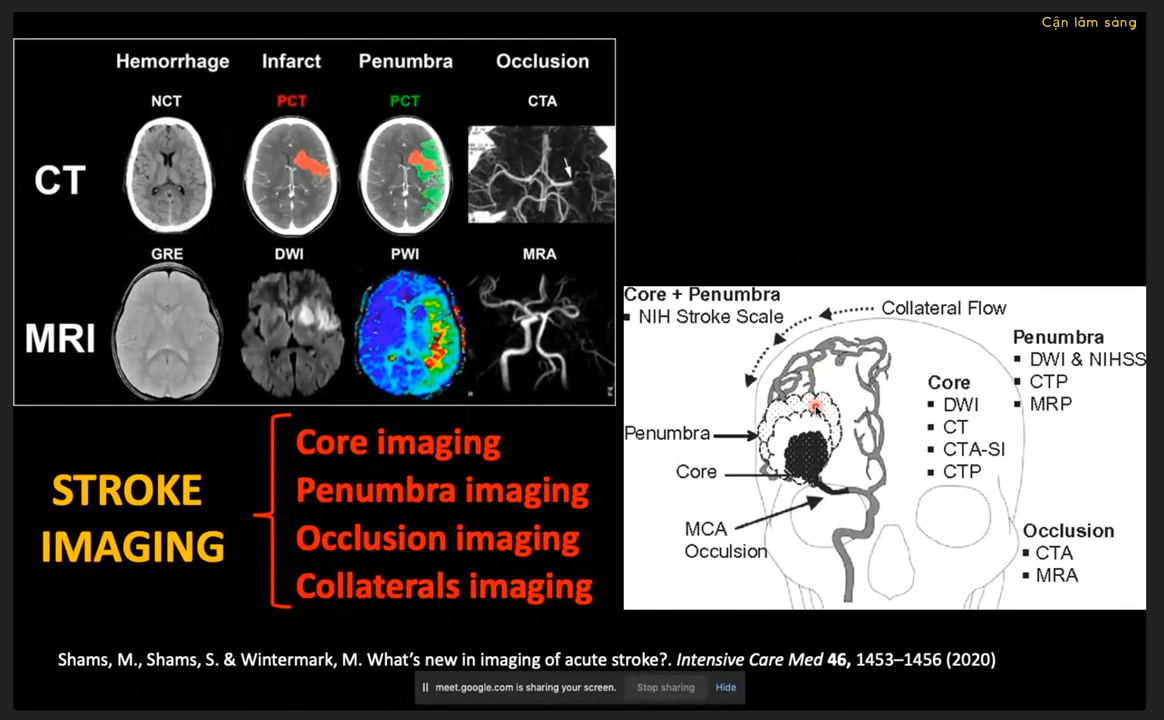 Cận lâm sàng
Hemorrhage Infarct Penumbra Occlusion
NCT PCT PCT CTA
CT
GRE DWI PWI MRA
MRI
STROKE
IMAGING
Core imaging
Penumbra imaging
Occlusion imaging
Collaterals imaging
Core + Penumbra
▪ NIH Stroke Scale
Collateral Flow
Penumbra
▪ DWI & NIHSS
▪ CTP
▪ MRP
Core
▪ DWI
▪ CT
▪ CTA-SI
▪ CTP
Penumbra
Core
MCA
Occulsion
Occlusion
▪ CTA
▪ MRA
Shams, M., Shams, S. & Wintermark, M. What's new in imaging of acute stroke?. Intensive Care Med 46, 1453–1456 (2020)
meet.google.com is sharing your screen. Stop sharing Hide